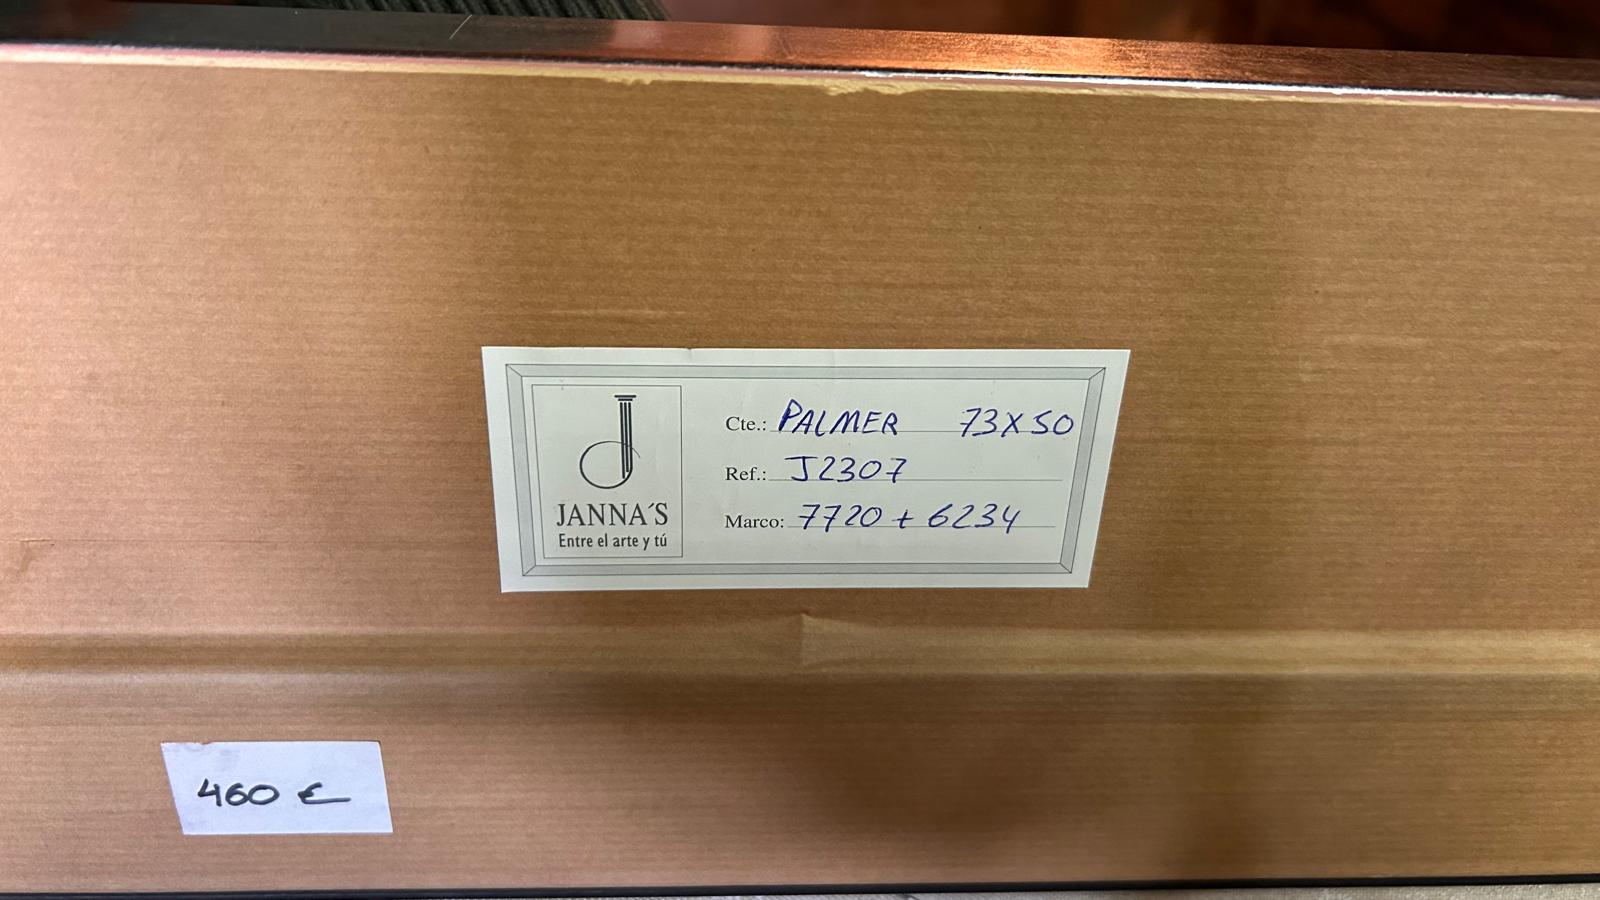 Cte.: PALMER 73X50
Ref.: J2307
Marco: 7720 + 6234
JANNA´S
Entre el arte y tú
460 €